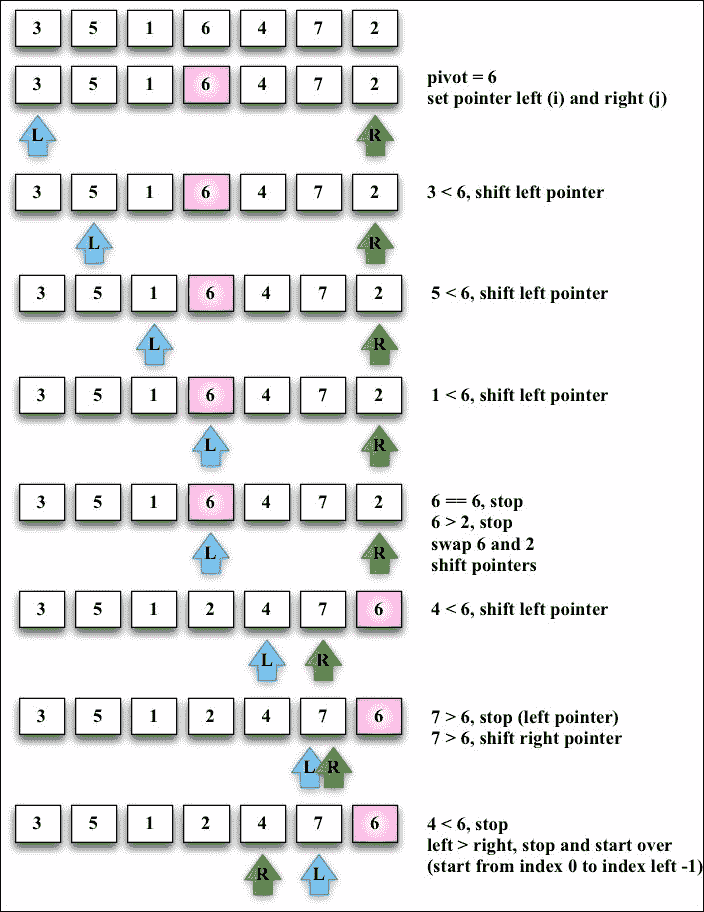 3 5 1 6 4 7 2
3 5 1 6 4 7 2
pivot = 6
set pointer left (i) and right (j)
L R
3 5 1 6 4 7 2
3 < 6, shift left pointer
L R
3 5 1 6 4 7 2
5 < 6, shift left pointer
L R
3 5 1 6 4 7 2
1 < 6, shift left pointer
L R
3 5 1 6 4 7 2
6 == 6, stop
6 > 2, stop
swap 6 and 2
shift pointers
L R
3 5 1 2 4 7 6
4 < 6, shift left pointer
L R
3 5 1 2 4 7 6
7 > 6, stop (left pointer)
7 > 6, shift right pointer
L R
3 5 1 2 4 7 6
4 < 6, stop
left > right, stop and start over
(start from index 0 to index left -1)
R L